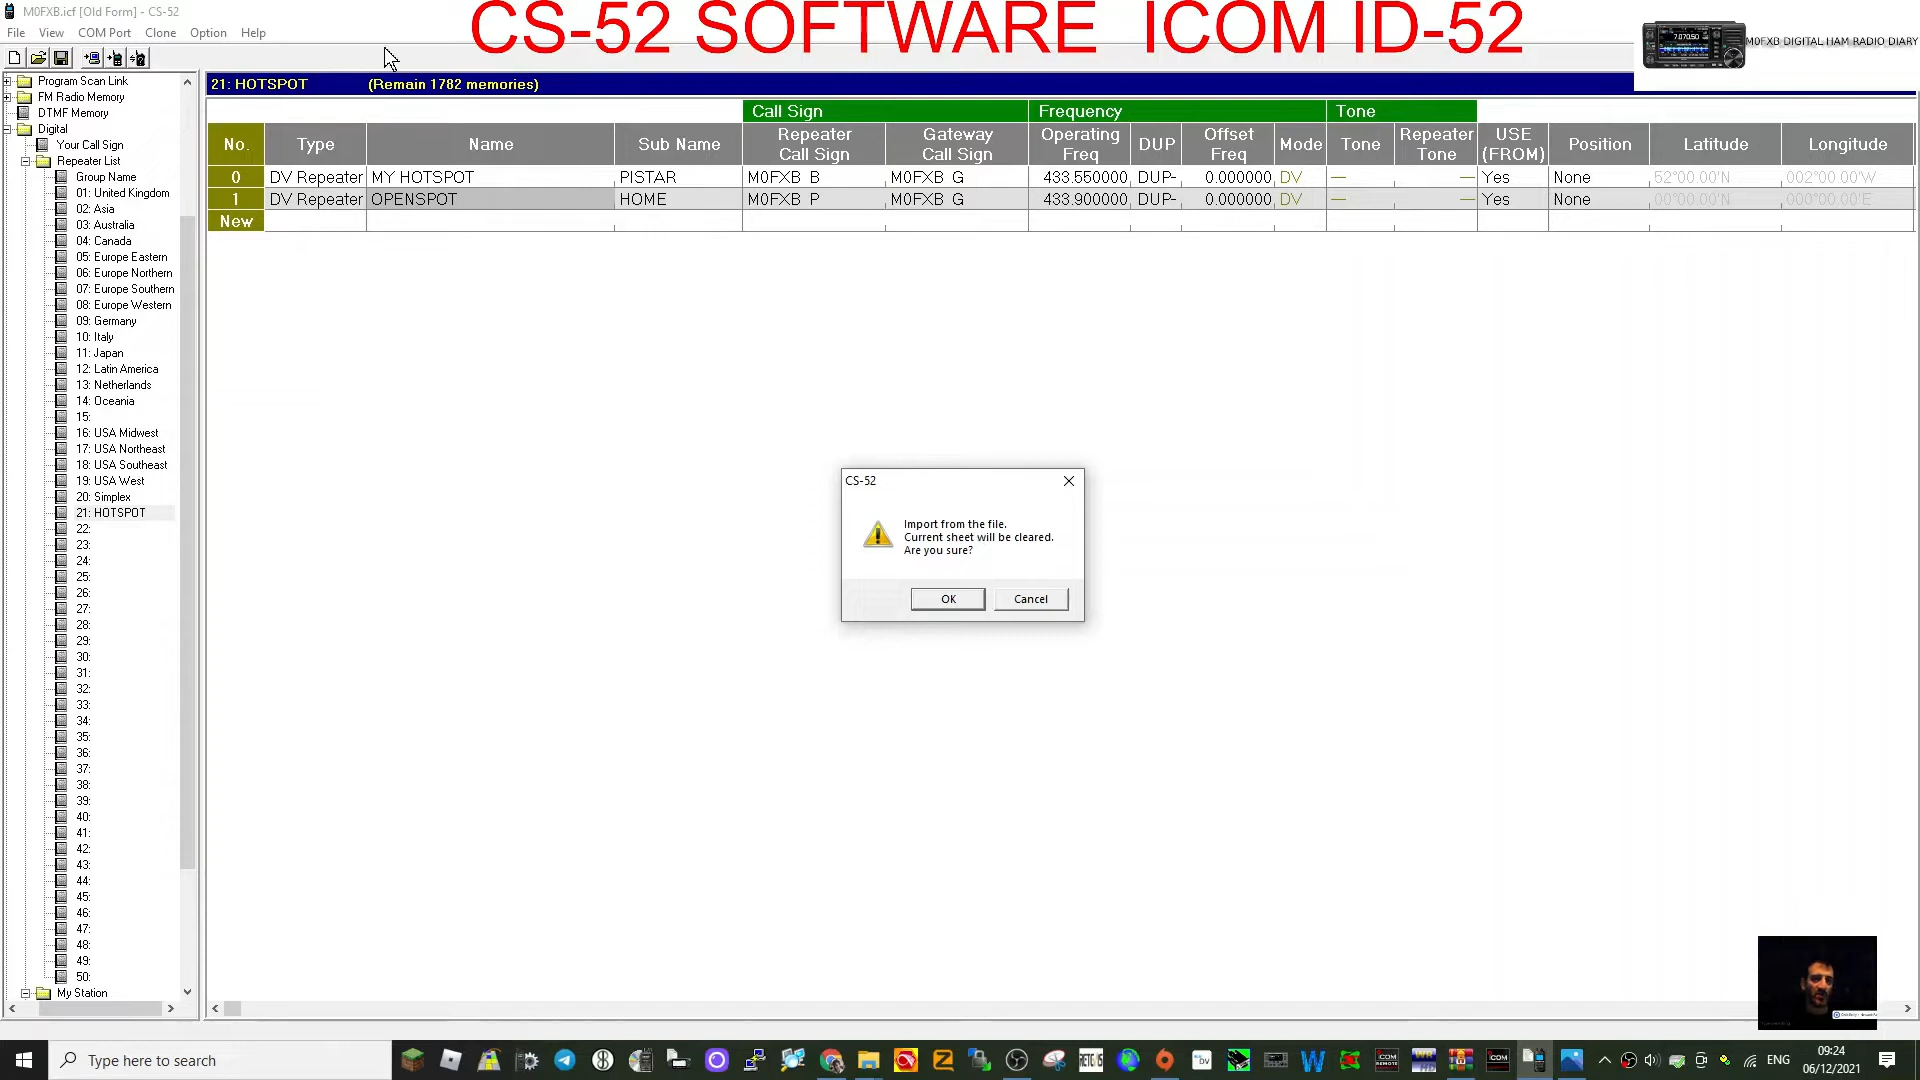 M0FXB.icf [Old Form] - CS-52
CS-52 SOFTWARE ICOM ID-52
File View COM Port Clone Option Help
M0FXB DIGITAL HAM RADIO DIARY
Program Scan Link
FM Radio Memory
DTMF Memory
Digital
Your Call Sign
Repeater List
Group Name
01: United Kingdom
02: Asia
03: Australia
04: Canada
05: Europe Eastern
06: Europe Northern
07: Europe Southern
08: Europe Western
09: Germany
10: Italy
11: Japan
12: Latin America
13: Netherlands
14: Oceania
15:
16: USA Midwest
17: USA Northeast
18: USA Southeast
19: USA West
20: Simplex
21: HOTSPOT
22:
23:
24:
25:
26:
27:
28:
29:
30:
31:
32:
33:
34:
35:
36:
37:
38:
39:
40:
41:
42:
43:
44:
45:
46:
47:
48:
49:
50:
My Station
21: HOTSPOT (Remain 1782 memories)
Call Sign Frequency Tone
No. Type Name Sub Name Repeater Call Sign Gateway Call Sign Operating Freq DUP Offset Freq Mode Tone Repeater Tone USE (FROM) Position Latitude Longitude
0 DV Repeater MY HOTSPOT PISTAR M0FXB B M0FXB G 433.550000 DUP- 0.000000 DV — — Yes None 52°00.00'N 002°00.00'W
1 DV Repeater OPENSPOT HOME M0FXB P M0FXB G 433.900000 DUP- 0.000000 DV — — Yes None 00°00.00'N 000°00.00'E
New
CS-52
Import from the file.
Current sheet will be cleared.
Are you sure?
OK Cancel
Type here to search
ENG
09:24
06/12/2021